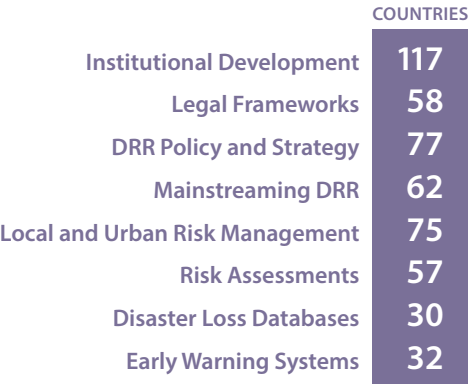 COUNTRIES
Institutional Development 117
Legal Frameworks 58
DRR Policy and Strategy 77
Mainstreaming DRR 62
Local and Urban Risk Management 75
Risk Assessments 57
Disaster Loss Databases 30
Early Warning Systems 32